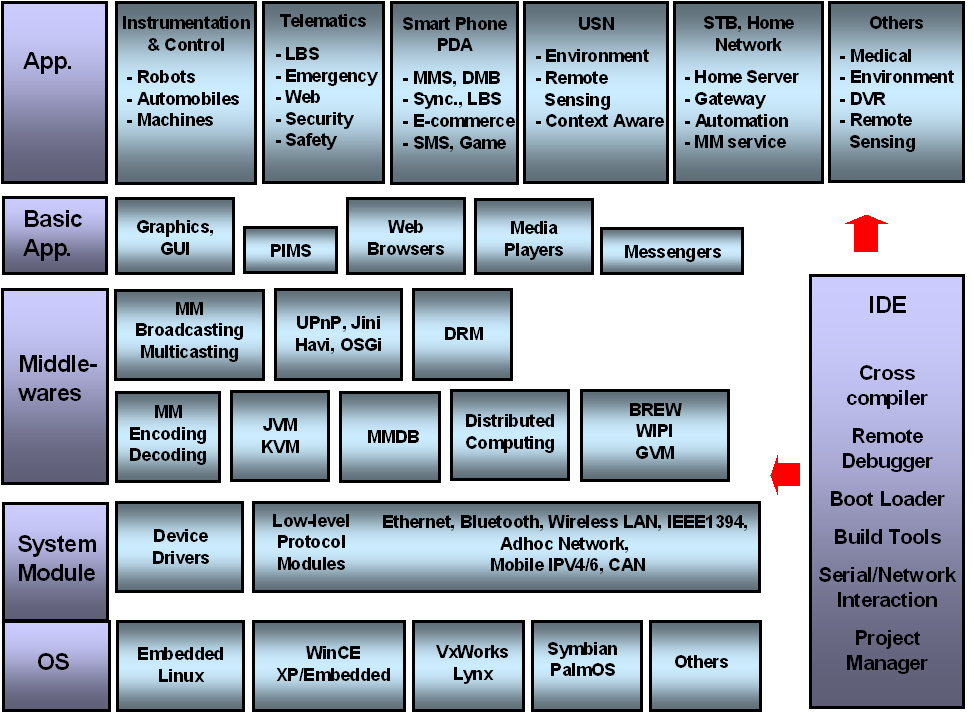 App.
Instrumentation
& Control
- Robots
- Automobiles
- Machines
Telematics
- LBS
- Emergency
- Web
- Security
- Safety
Smart Phone
PDA
- MMS, DMB
- Sync., LBS
- E-commerce
- SMS, Game
USN
- Environment
- Remote
Sensing
- Context Aware
STB, Home
Network
- Home Server
- Gateway
- Automation
- MM service
Others
- Medical
- Environment
- DVR
- Remote
Sensing
Basic
App.
Graphics,
GUI
PIMS
Web
Browsers
Media
Players
Messengers
Middle-
wares
MM
Broadcasting
Multicasting
UPnP, Jini
Havi, OSGi
DRM
MM
Encoding
Decoding
JVM
KVM
MMDB
Distributed
Computing
BREW
WIPI
GVM
System
Module
Device
Drivers
Low-level
Protocol
Modules
Ethernet, Bluetooth, Wireless LAN, IEEE1394,
Adhoc Network,
Mobile IPV4/6, CAN
OS
Embedded
Linux
WinCE
XP/Embedded
VxWorks
Lynx
Symbian
PalmOS
Others
IDE
Cross
compiler
Remote
Debugger
Boot Loader
Build Tools
Serial/Network
Interaction
Project
Manager